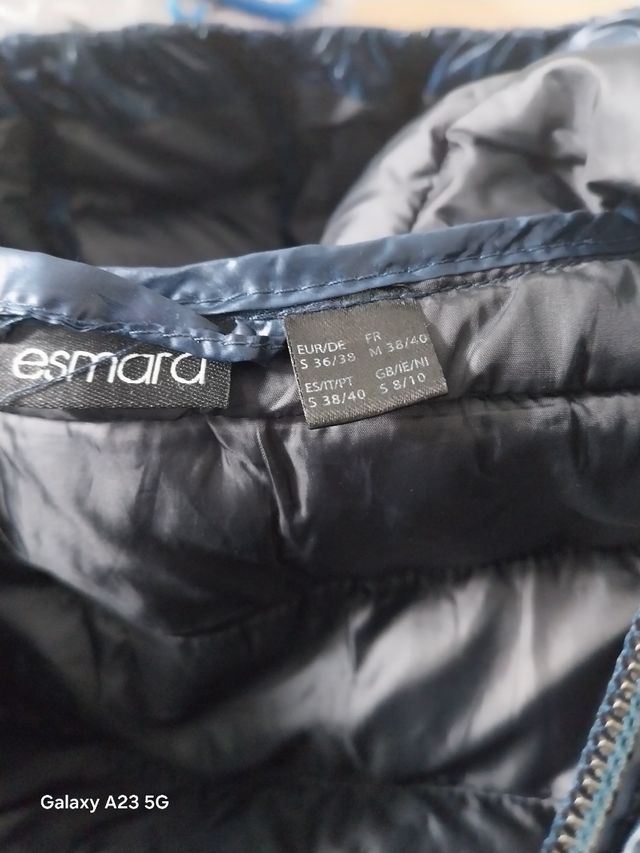 esmara
EUR/DE FR
S 36/38 M 38/40
ES/IT/PT GB/IE/NI
S 38/40 S 8/10
Galaxy A23 5G